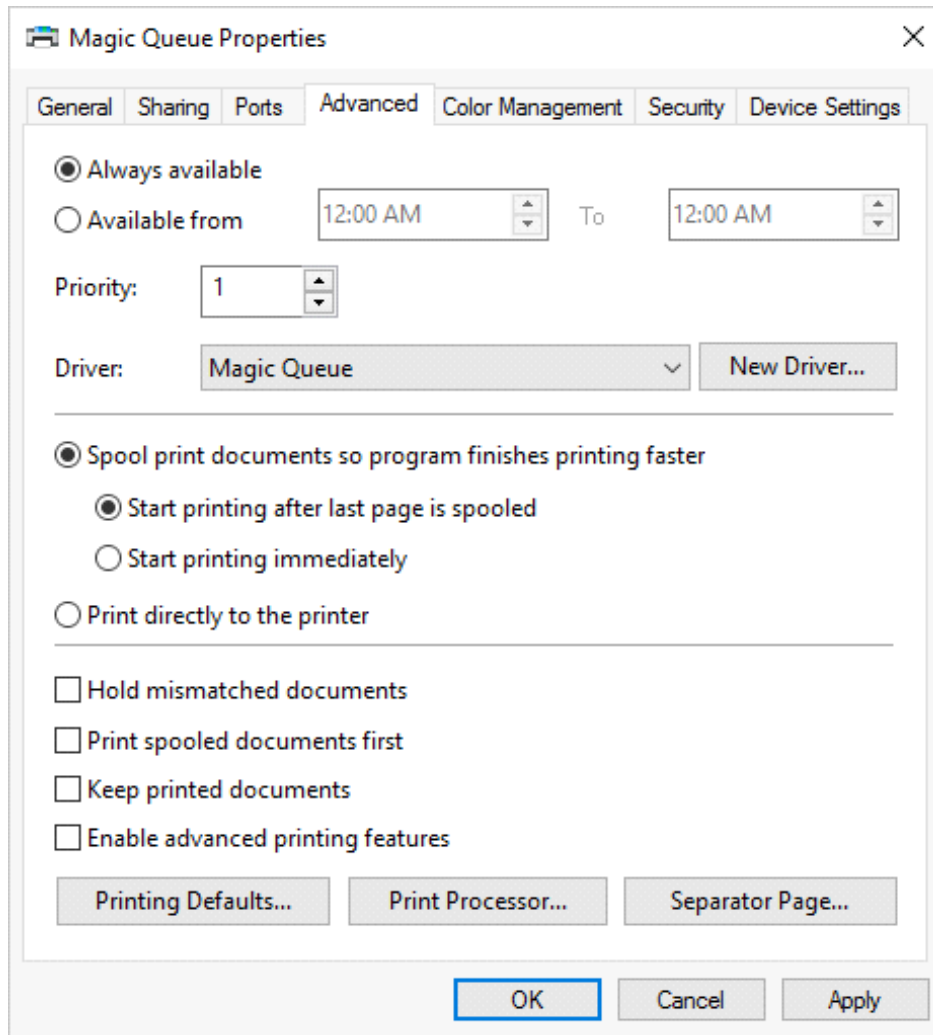 Magic Queue Properties
General Sharing Ports Advanced Color Management Security Device Settings
Always available
Available from 12:00 AM To 12:00 AM
Priority: 1
Driver: Magic Queue New Driver...
Spool print documents so program finishes printing faster
Start printing after last page is spooled
Start printing immediately
Print directly to the printer
Hold mismatched documents
Print spooled documents first
Keep printed documents
Enable advanced printing features
Printing Defaults... Print Processor... Separator Page...
OK Cancel Apply